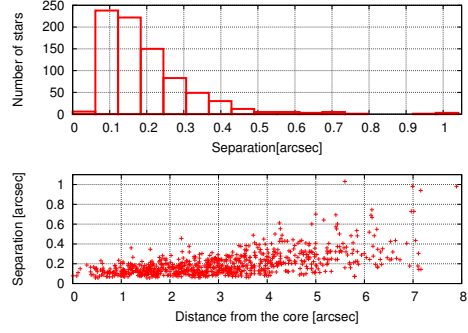 Number of stars
250
200
150
100
50
0
0 0.1 0.2 0.3 0.4 0.5 0.6 0.7 0.8 0.9 1
Separation[arcsec]
Separation [arcsec]
1
0.8
0.6
0.4
0.2
0
0 1 2 3 4 5 6 7 8
Distance from the core [arcsec]